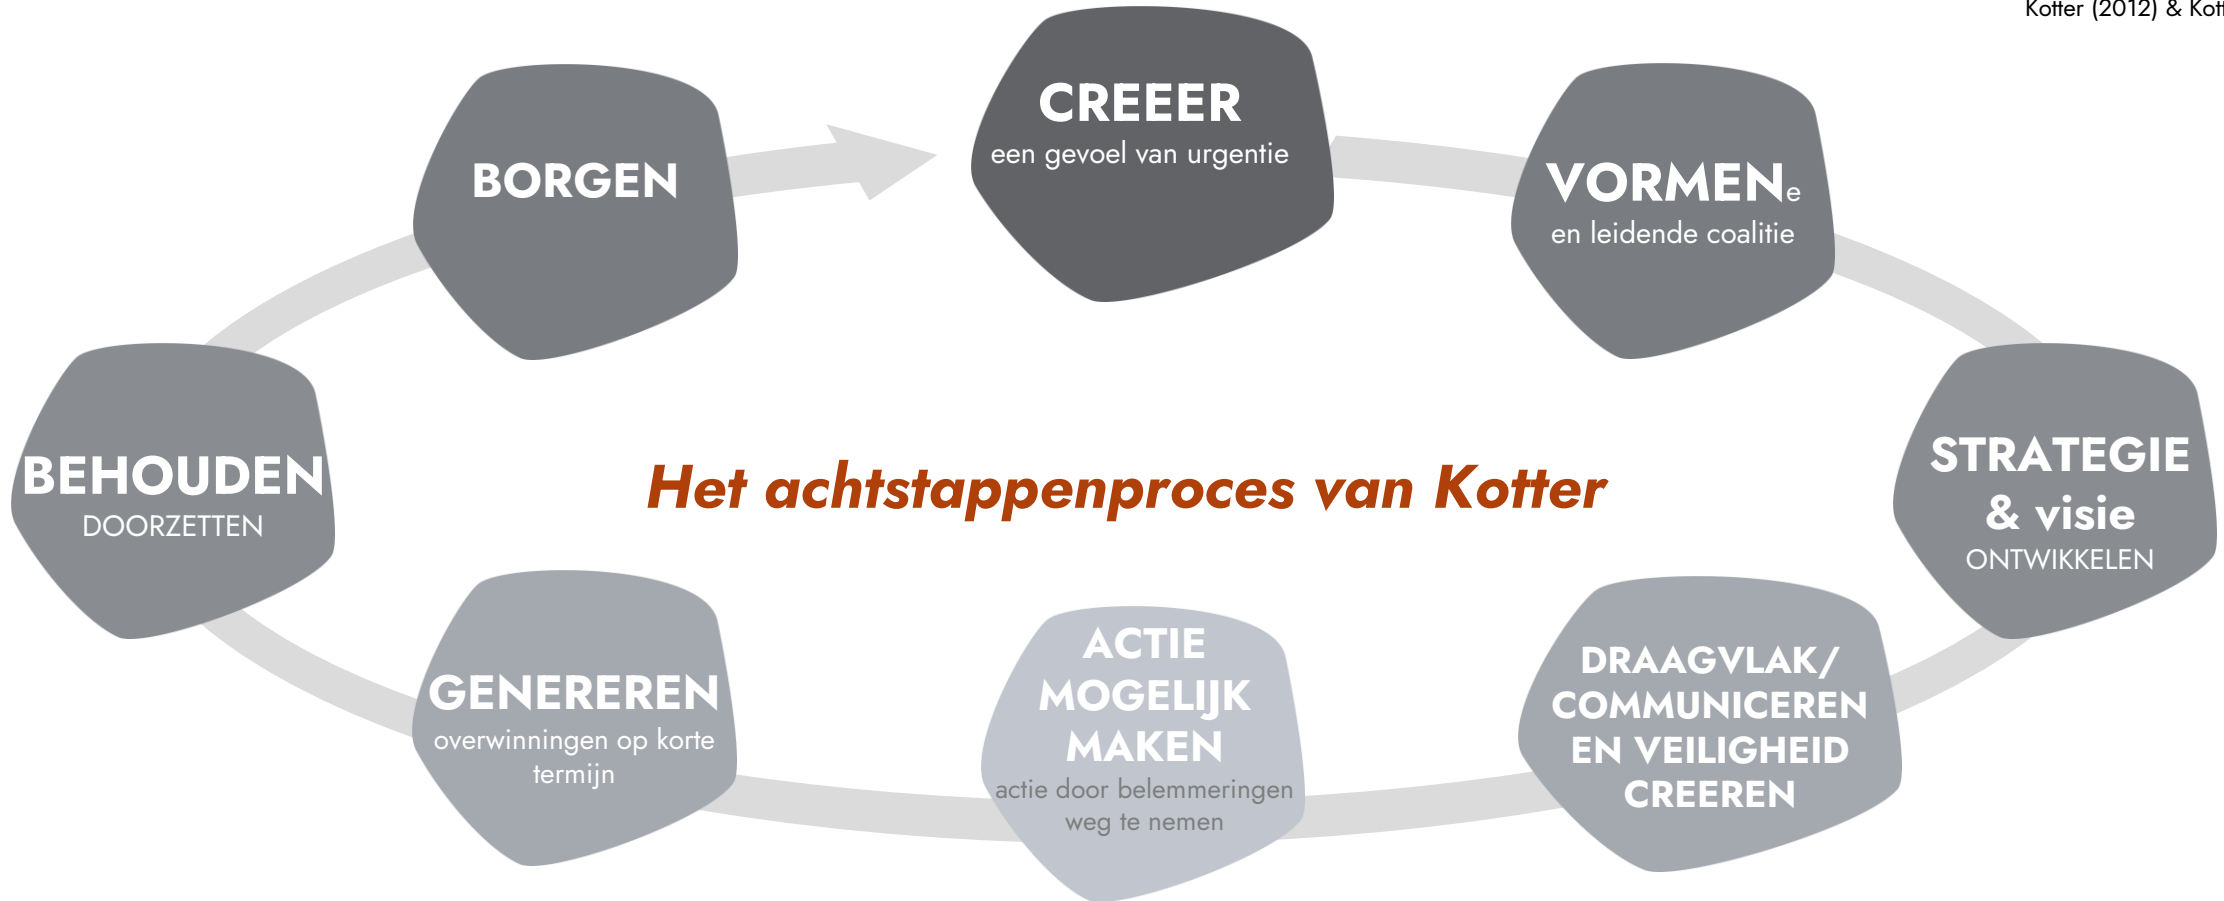 Kotter (2012) & Kott
CREEER
een gevoel van urgentie
VORMENe
en leidende coalitie
STRATEGIE
& visie
ONTWIKKELEN
DRAAGVLAK/
COMMUNICEREN
EN VEILIGHEID
CREEREN
ACTIE
MOGELIJK
MAKEN
actie door belemmeringen
weg te nemen
GENEREREN
overwinningen op korte
termijn
BEHOUDEN
DOORZETTEN
BORGEN
Het achtstappenproces van Kotter